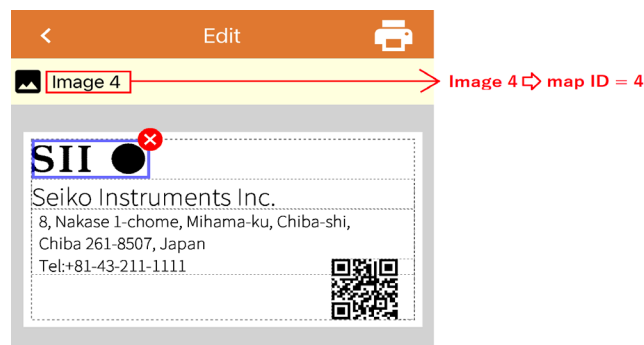 Edit
Image 4
Image 4 ⇨ map ID = 4
SII
Seiko Instruments Inc.
8, Nakase 1-chome, Mihama-ku, Chiba-shi,
Chiba 261-8507, Japan
Tel:+81-43-211-1111